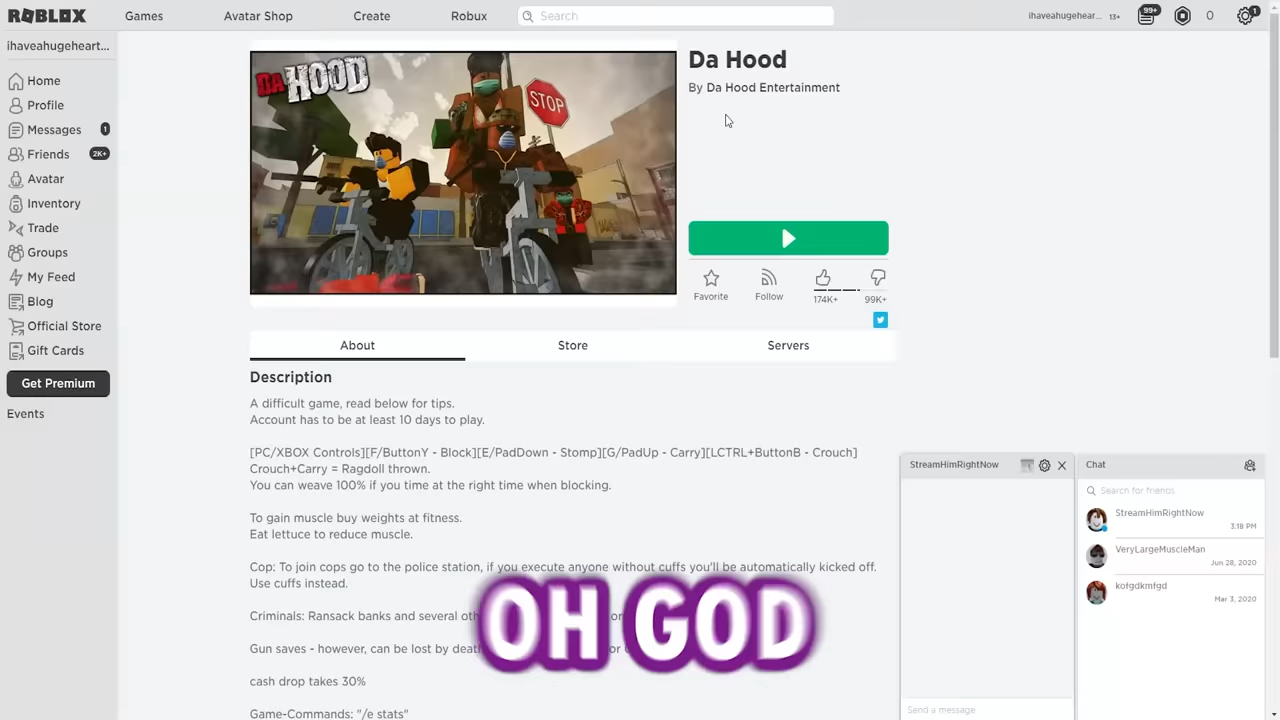 ROBLOX
Games
Avatar Shop
Create
Robux
Search
ihaveahugeheart...
13+
99+
0
1
ihaveahugeheart...
Home
Profile
Messages
1
Friends
2K+
Avatar
Inventory
Trade
Groups
My Feed
Blog
Official Store
Gift Cards
Get Premium
Events
DA HOOD
STOP
Da Hood
By Da Hood Entertainment
Favorite
Follow
174K+
99K+
About
Store
Servers
Description
A difficult game, read below for tips.
Account has to be at least 10 days to play.
[PC/XBOX Controls][F/ButtonY - Block][E/PadDown - Stomp][G/PadUp - Carry][LCTRL+ButtonB - Crouch]
Crouch+Carry = Ragdoll thrown.
You can weave 100% if you time at the right time when blocking.
To gain muscle buy weights at fitness.
Eat lettuce to reduce muscle.
Cop: To join cops go to the police station, if you execute anyone without cuffs you'll be automatically kicked off.
Use cuffs instead.
Criminals: Ransack banks and several
Gun saves - however, can be lost by
cash drop takes 30%
Game-Commands: "/e stats"
OH GOD
StreamHimRightNow
Send a message
Chat
Search for friends
StreamHimRightNow
3:18 PM
VeryLargeMuscleMan
Jun 28, 2020
kofgdkmfgd
Mar 3, 2020